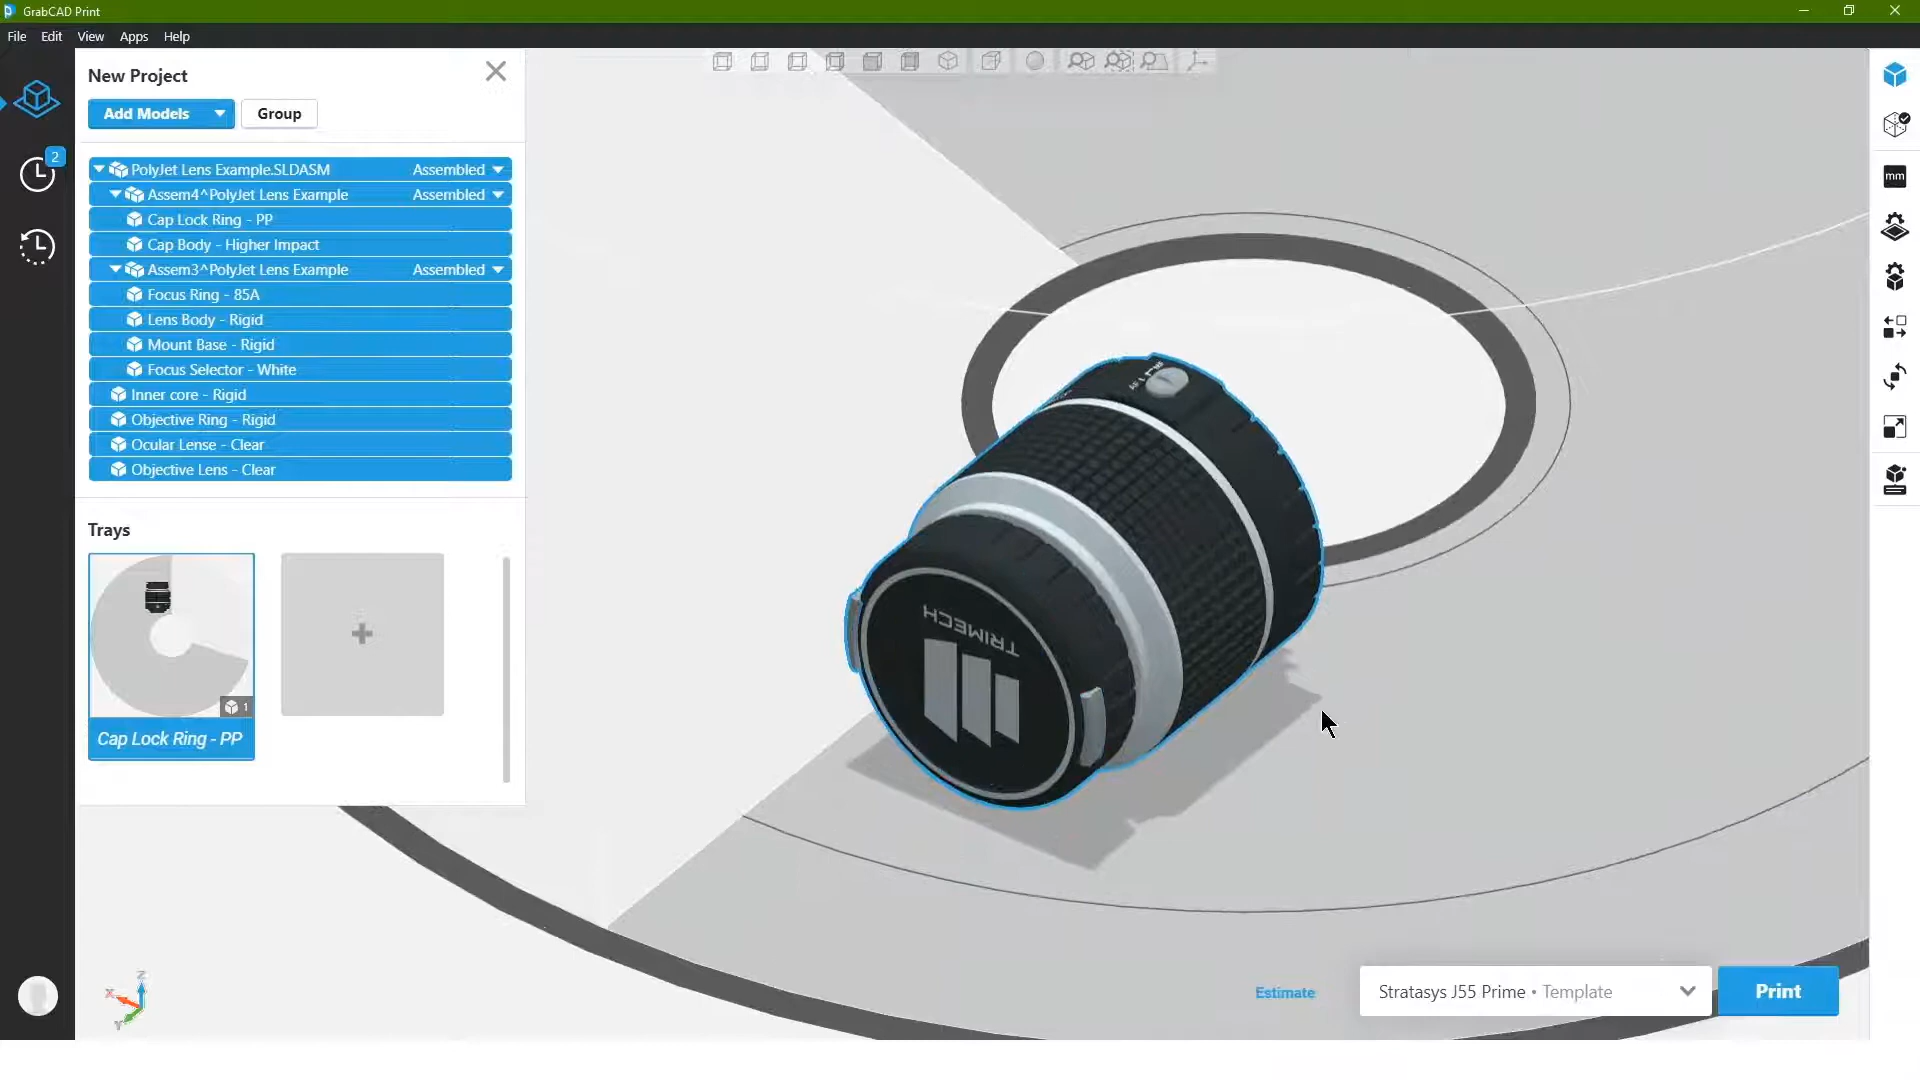 GrabCAD Print
File Edit View Apps Help
New Project
Add Models
Group
2
PolyJet Lens Example.SLDASM Assembled
Assem4^PolyJet Lens Example Assembled
Cap Lock Ring - PP
Cap Body - Higher Impact
Assem3^PolyJet Lens Example Assembled
Focus Ring - 85A
Lens Body - Rigid
Mount Base - Rigid
Focus Selector - White
Inner core - Rigid
Objective Ring - Rigid
Ocular Lense - Clear
Objective Lens - Clear
Trays
1
Cap Lock Ring - PP
mm
TRIMECH
X
Y
Z
Estimate
Stratasys J55 Prime • Template
Print